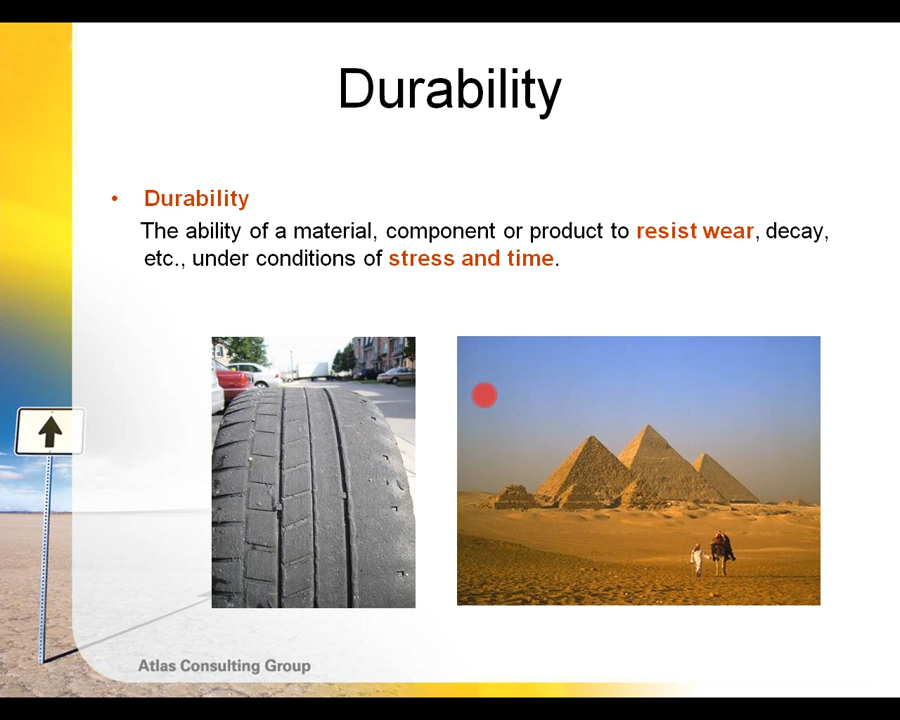 Durability
• Durability
The ability of a material, component or product to resist wear, decay,
etc., under conditions of stress and time.
Atlas Consulting Group